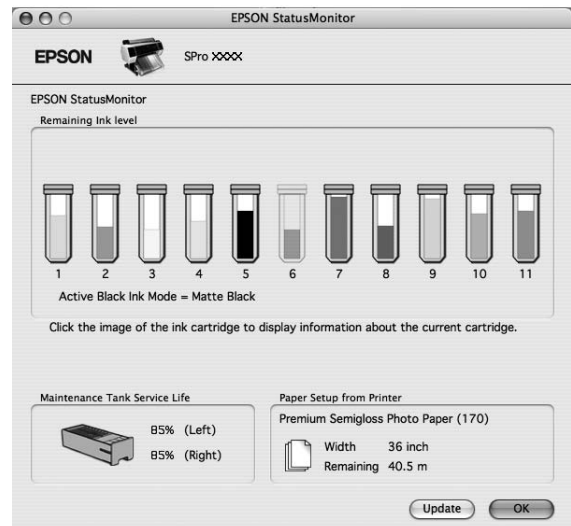 EPSON StatusMonitor
EPSON SPro XXXX
EPSON StatusMonitor
Remaining Ink level
1 2 3 4 5 6 7 8 9 10 11
Active Black Ink Mode = Matte Black
Click the image of the ink cartridge to display information about the current cartridge.
Maintenance Tank Service Life
85% (Left)
85% (Right)
Paper Setup from Printer
Premium Semigloss Photo Paper (170)
Width 36 inch
Remaining 40.5 m
Update OK